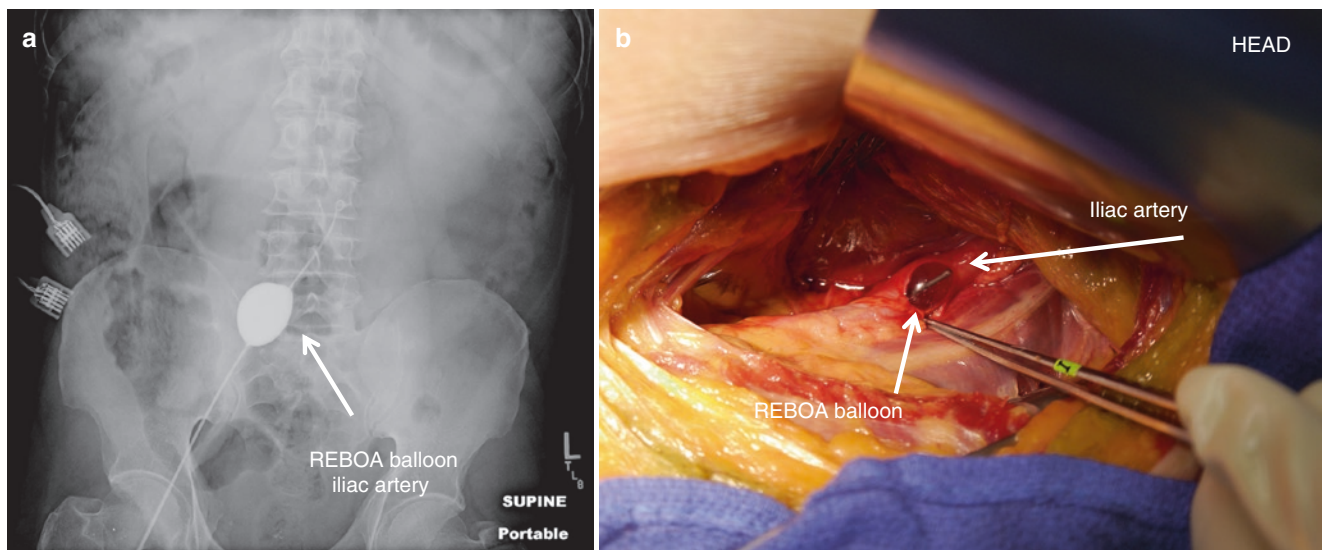 a
REBOA balloon
iliac artery
L
T L B
SUPINE
Portable
b
HEAD
Iliac artery
REBOA balloon